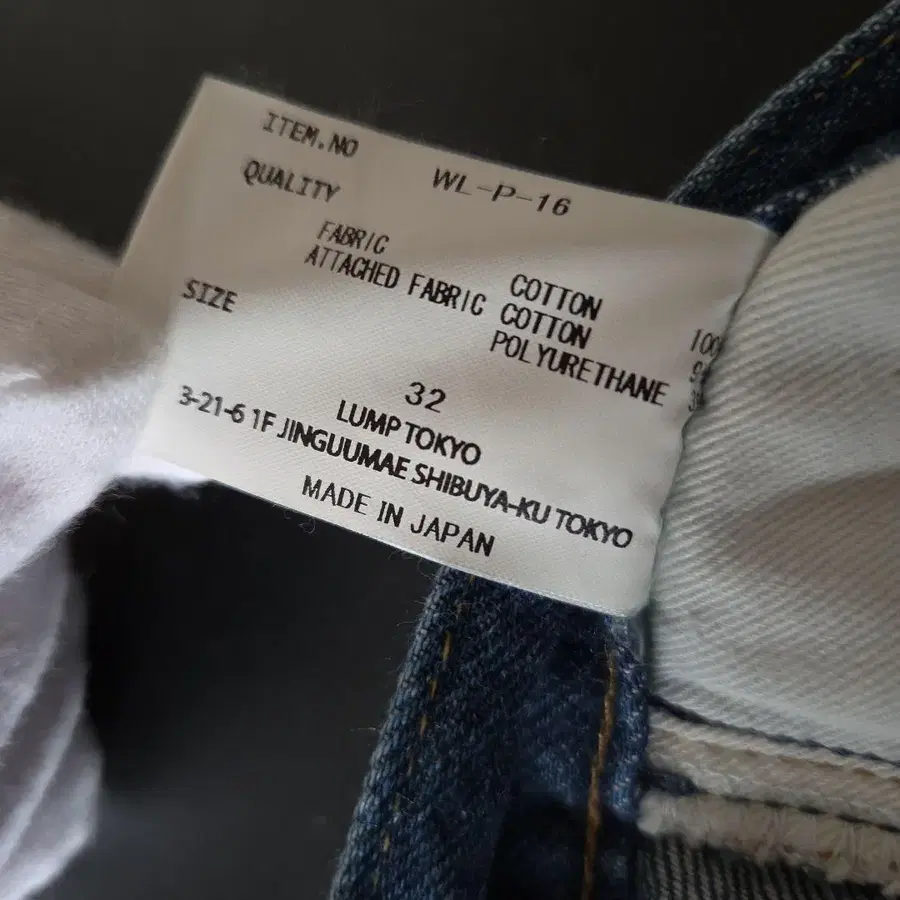 ITEM.NO WL-P-16
QUALITY
FABRIC COTTON 100
ATTACHED FABRIC COTTON
POLYURETHANE
SIZE 32
LUMP TOKYO
3-21-6 1F JINGUUMAE SHIBUYA-KU TOKYO
MADE IN JAPAN